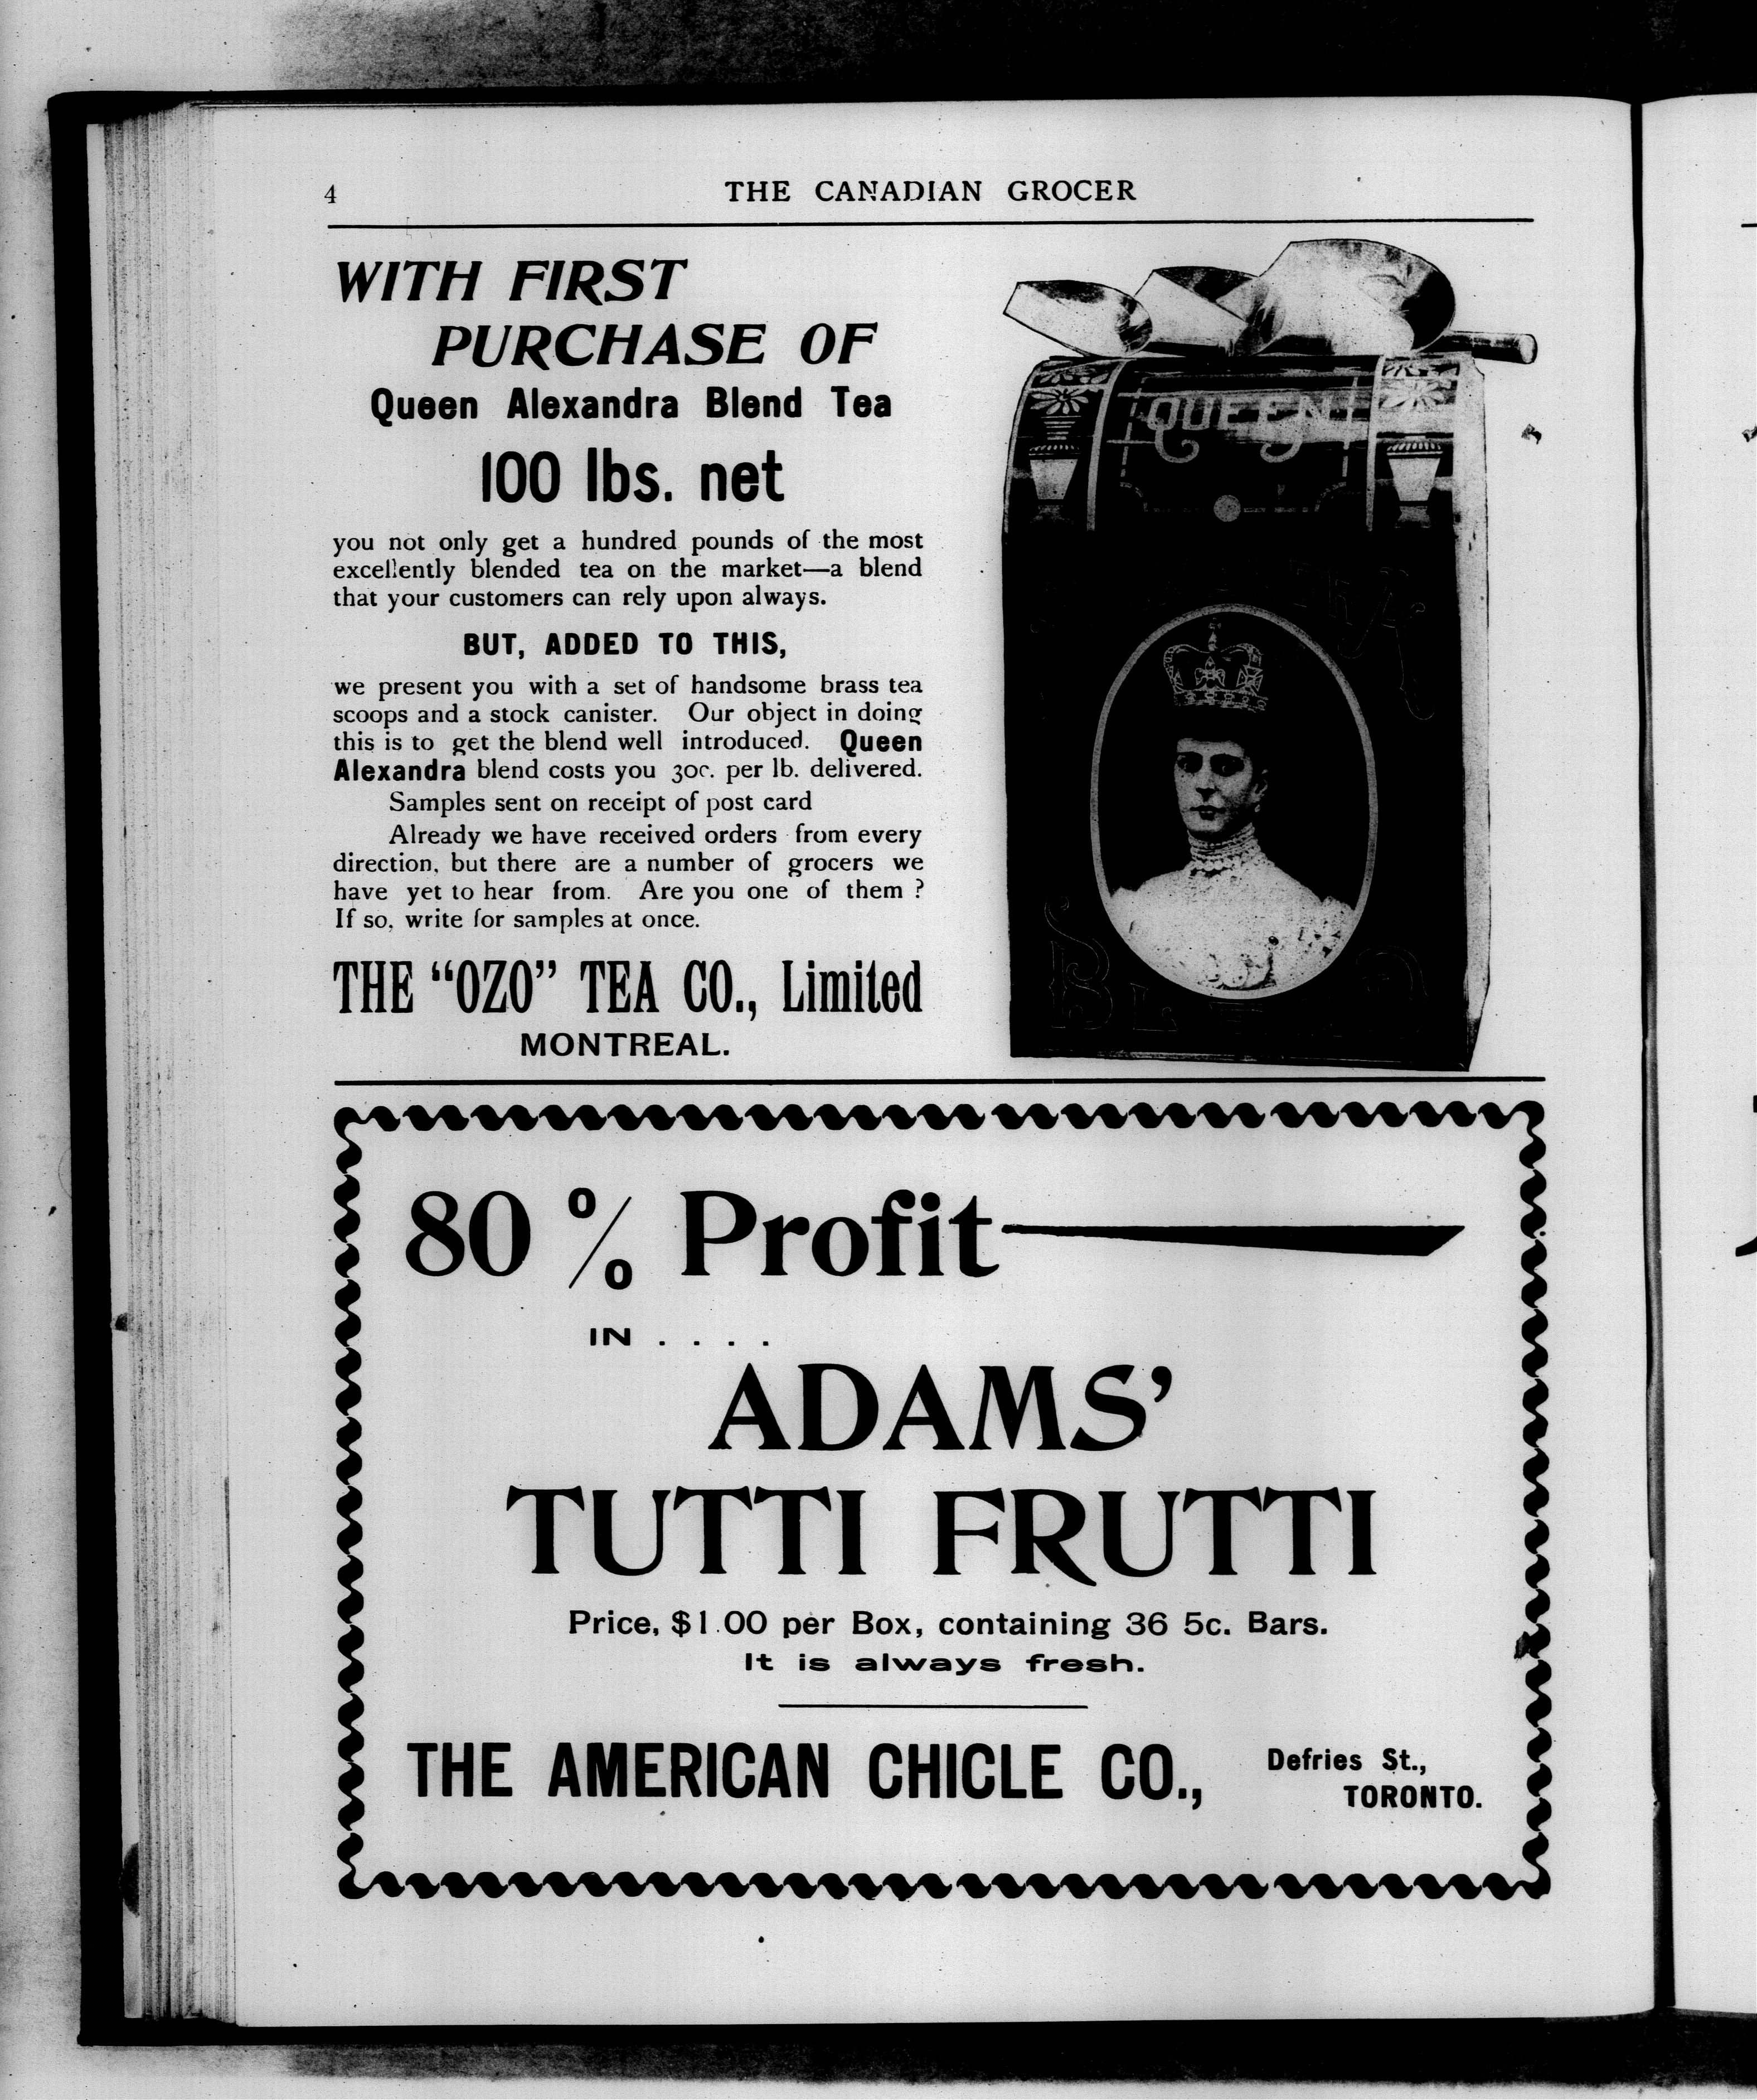 4
THE CANADIAN GROCER
WITH FIRST
PURCHASE OF
Queen Alexandra Blend Tea
100 lbs. net
you not only get a hundred pounds of the most
excellently blended tea on the market—a blend
that your customers can rely upon always.
BUT, ADDED TO THIS,
we present you with a set of handsome brass tea
scoops and a stock canister. Our object in doing
this is to get the blend well introduced. Queen
Alexandra blend costs you 30c. per lb. delivered.
Samples sent on receipt of post card
Already we have received orders from every
direction, but there are a number of grocers we
have yet to hear from. Are you one of them ?
If so, write for samples at once.
THE “OZO” TEA CO., Limited
MONTREAL.
QUEEN
80 % Profit
IN . . . .
ADAMS’
TUTTI FRUTTI
Price, $1.00 per Box, containing 36 5c. Bars.
It is always fresh.
THE AMERICAN CHICLE CO.,
Defries St.,
TORONTO.